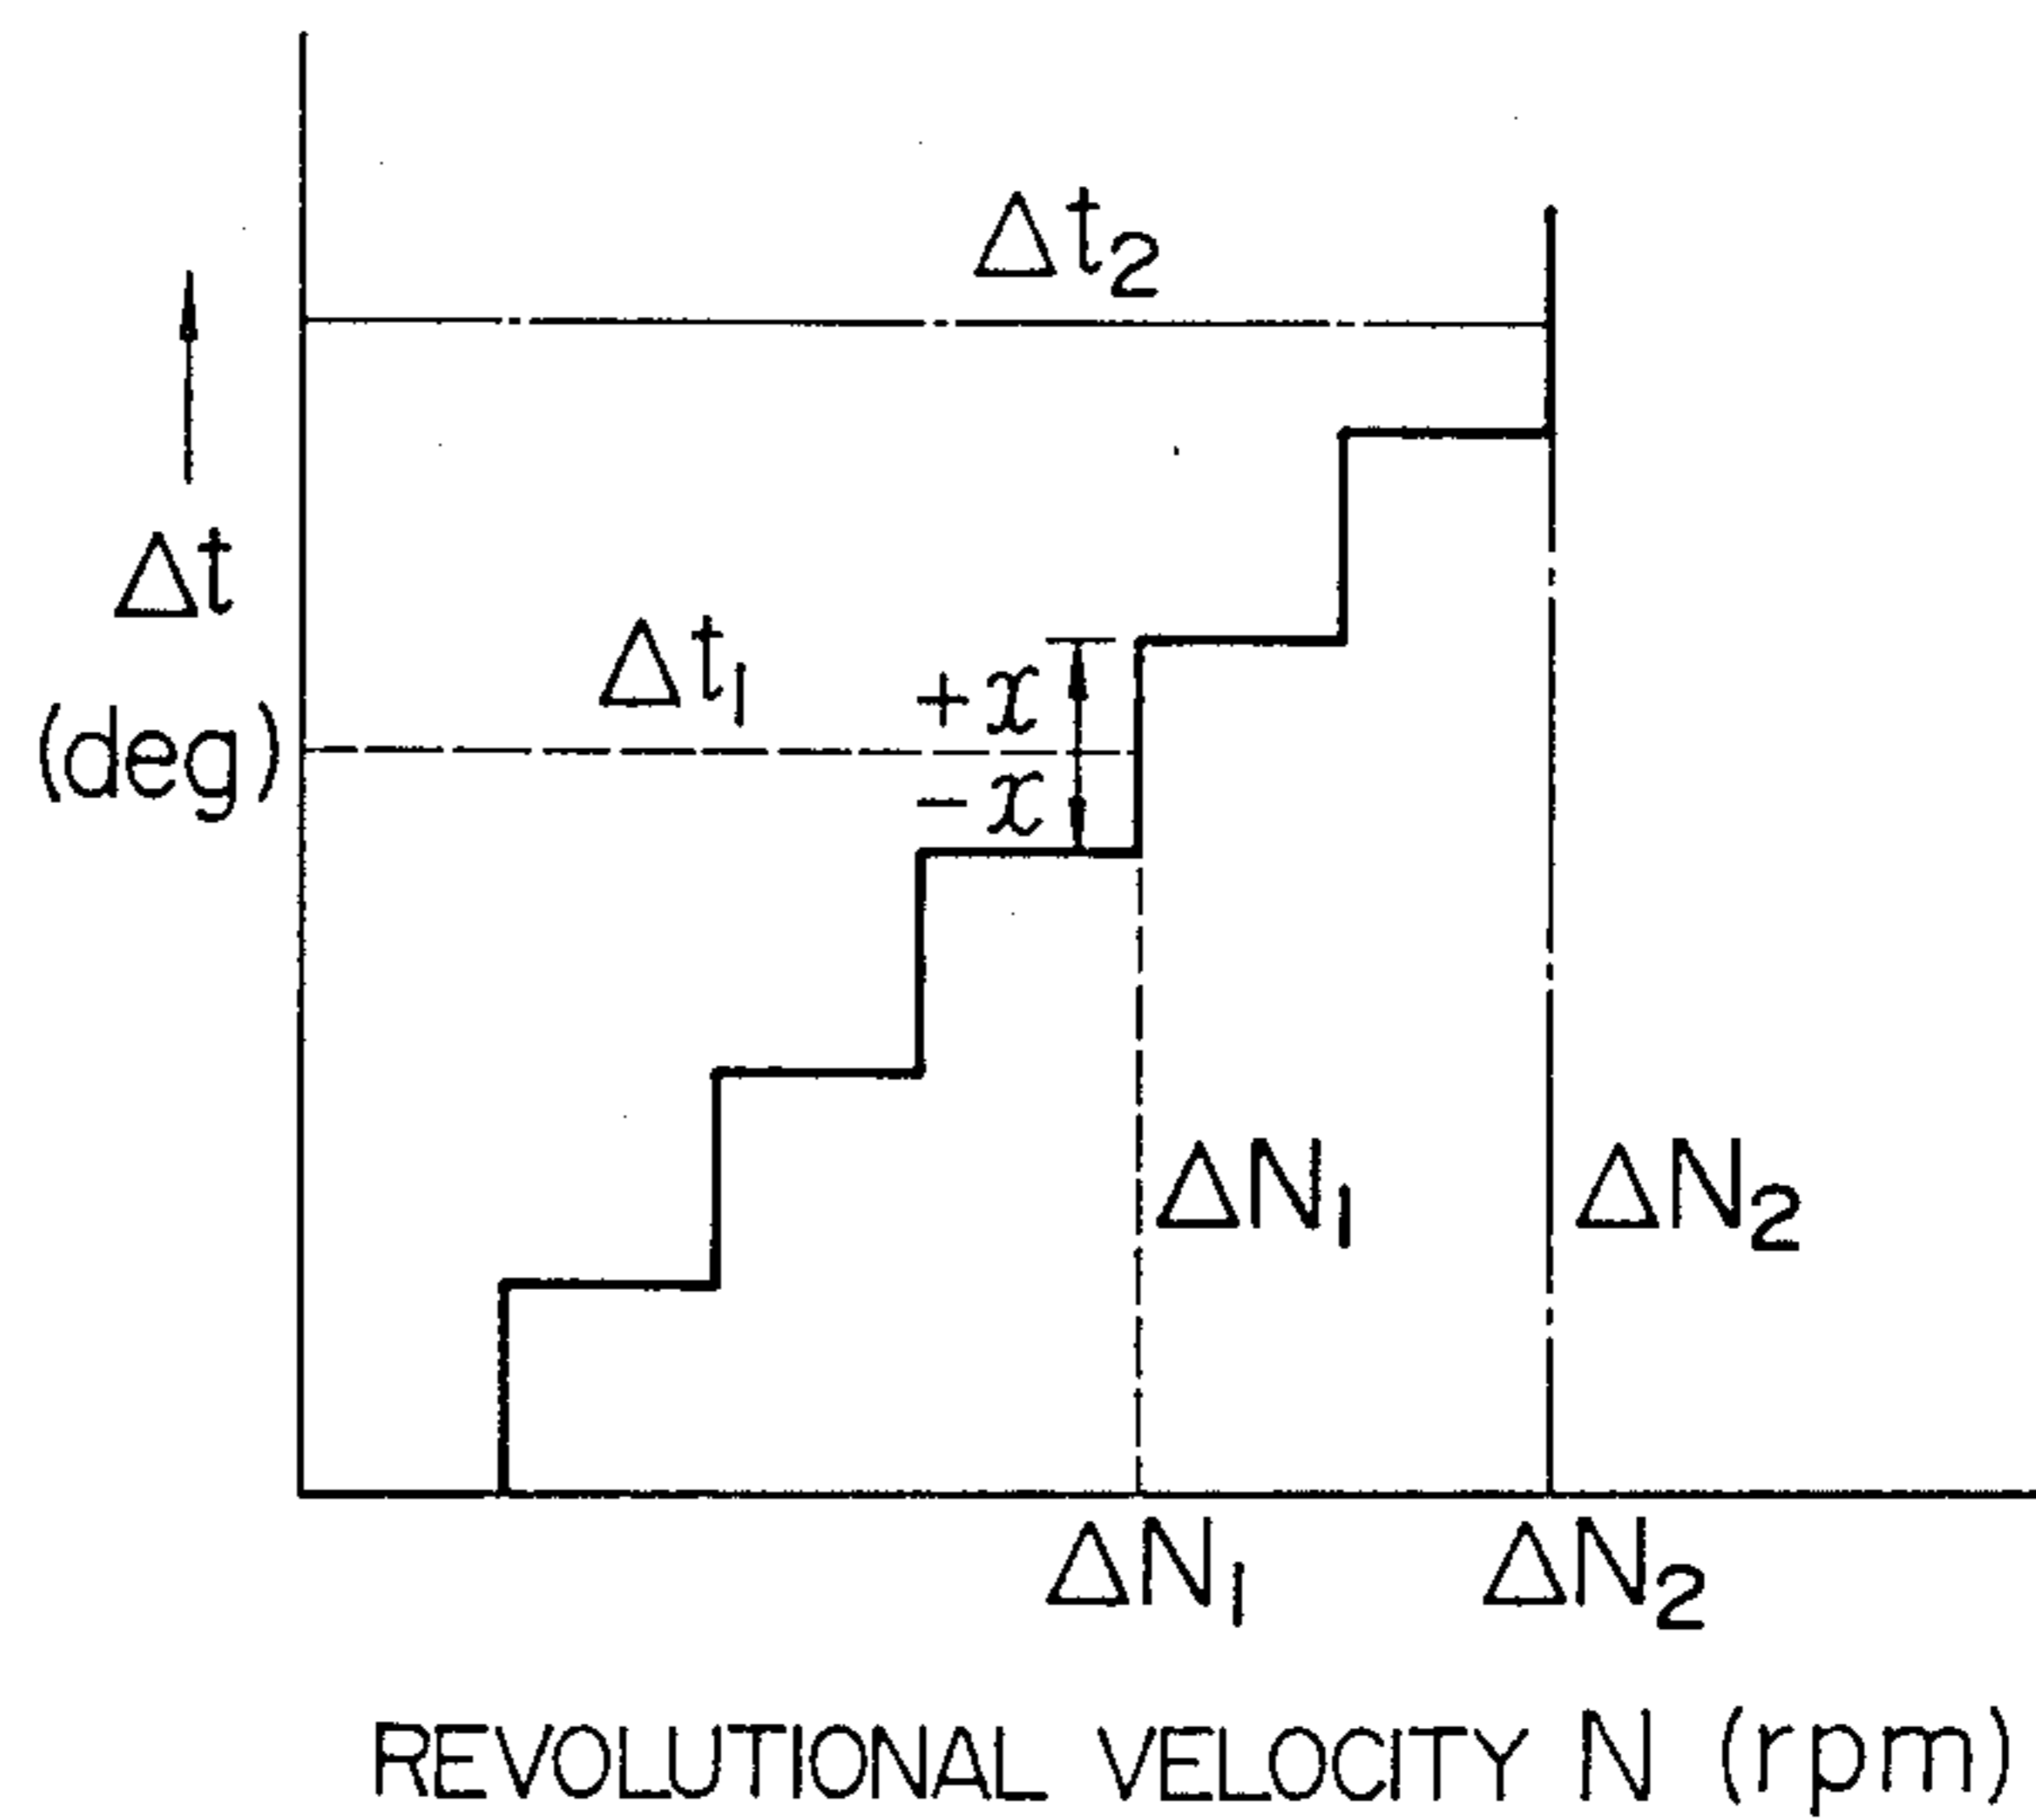 Δt₂
Δt
(deg)
Δt₁
+x
-x
ΔN₁
ΔN₂
ΔN₁
ΔN₂
REVOLUTIONAL VELOCITY N (rpm)